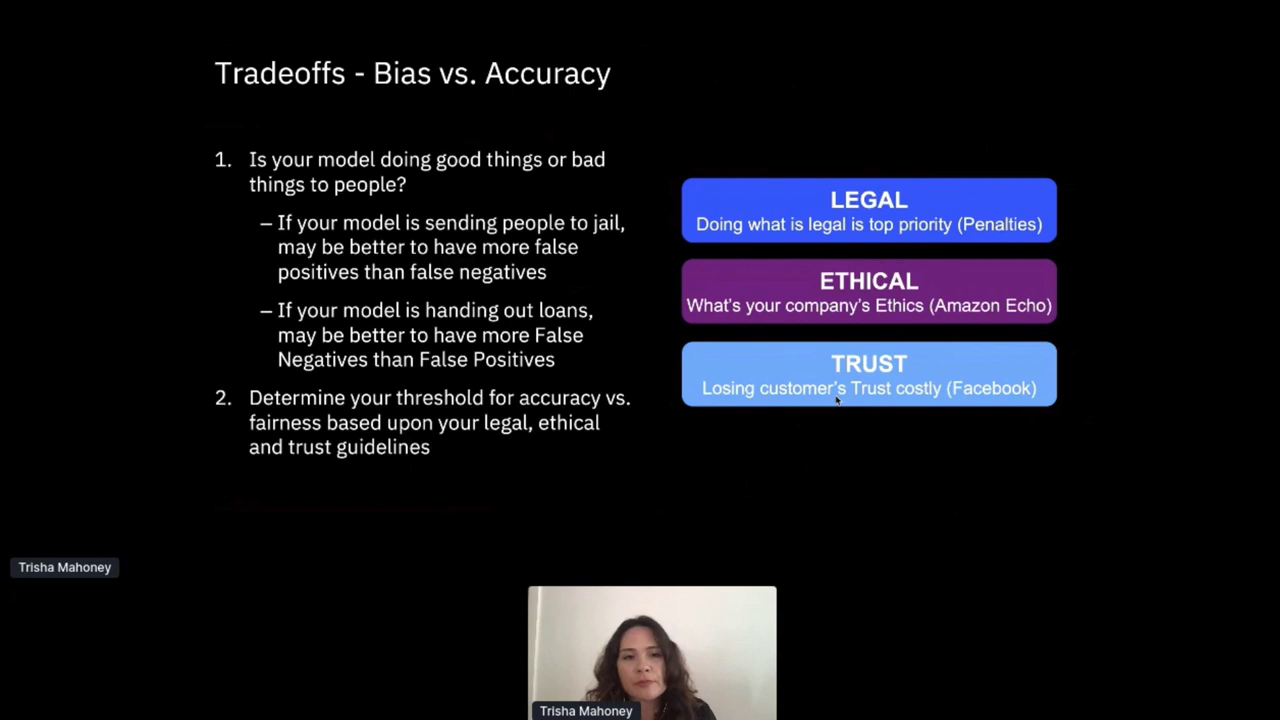 Tradeoffs - Bias vs. Accuracy
1. Is your model doing good things or bad
things to people?
– If your model is sending people to jail,
may be better to have more false
positives than false negatives
– If your model is handing out loans,
may be better to have more False
Negatives than False Positives
2. Determine your threshold for accuracy vs.
fairness based upon your legal, ethical
and trust guidelines
LEGAL
Doing what is legal is top priority (Penalties)
ETHICAL
What's your company's Ethics (Amazon Echo)
TRUST
Losing customer's Trust costly (Facebook)
Trisha Mahoney
Trisha Mahoney